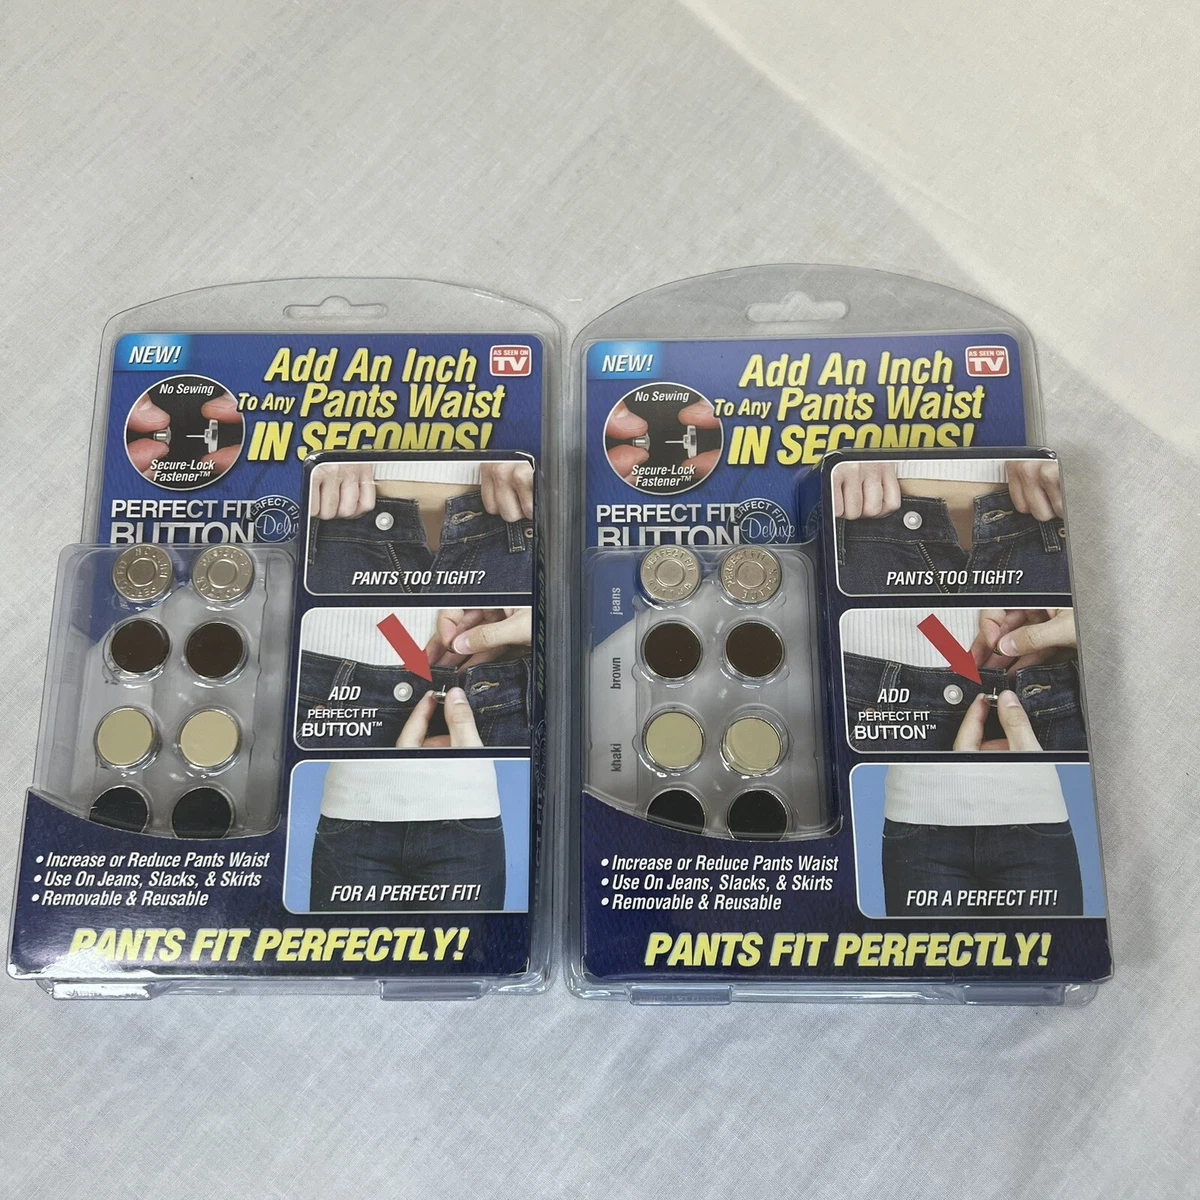 NEW!
Add An Inch
To Any Pants Waist
IN SECONDS!
AS SEEN ON
TV
No Sewing
Secure-Lock
Fastener™
PERFECT FIT
BUTTON
PERFECT FIT
PANTS TOO TIGHT?
ADD
PERFECT FIT
BUTTON™
FOR A PERFECT FIT!
• Increase or Reduce Pants Waist
• Use On Jeans, Slacks, & Skirts
• Removable & Reusable
PANTS FIT PERFECTLY!
NEW!
Add An Inch
To Any Pants Waist
IN SECONDS!
AS SEEN ON
TV
No Sewing
Secure-Lock
Fastener™
PERFECT FIT
BUTTON
PERFECT FIT
Deluxe
jeans
brown
khaki
PANTS TOO TIGHT?
ADD
PERFECT FIT
BUTTON™
FOR A PERFECT FIT!
• Increase or Reduce Pants Waist
• Use On Jeans, Slacks, & Skirts
• Removable & Reusable
PANTS FIT PERFECTLY!